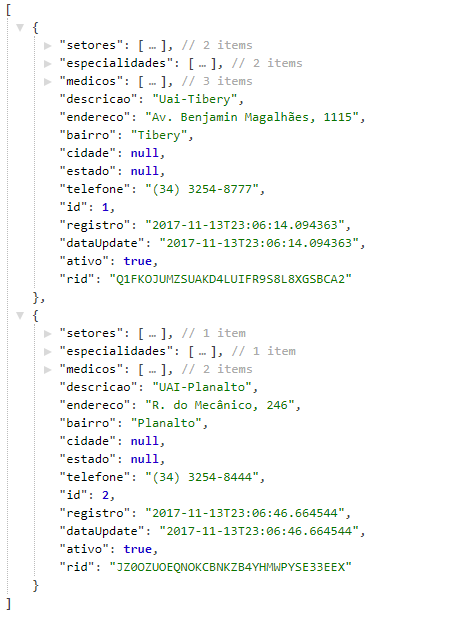 [
{
"setores": [ … ], // 2 items
"especialidades": [ … ], // 2 items
"medicos": [ … ], // 3 items
"descricao": "Uai-Tibery",
"endereco": "Av. Benjamin Magalhães, 1115",
"bairro": "Tibery",
"cidade": null,
"estado": null,
"telefone": "(34) 3254-8777",
"id": 1,
"registro": "2017-11-13T23:06:14.094363",
"dataUpdate": "2017-11-13T23:06:14.094363",
"ativo": true,
"rid": "Q1FKOJUMZSUAKD4LUIFR9S8L8XGSBCA2"
},
{
"setores": [ … ], // 1 item
"especialidades": [ … ], // 1 item
"medicos": [ … ], // 2 items
"descricao": "UAI-Planalto",
"endereco": "R. do Mecânico, 246",
"bairro": "Planalto",
"cidade": null,
"estado": null,
"telefone": "(34) 3254-8444",
"id": 2,
"registro": "2017-11-13T23:06:46.664544",
"dataUpdate": "2017-11-13T23:06:46.664544",
"ativo": true,
"rid": "JZ0OZUOEQNOKCBNKZB4YHMWPYSE33EEX"
}
]